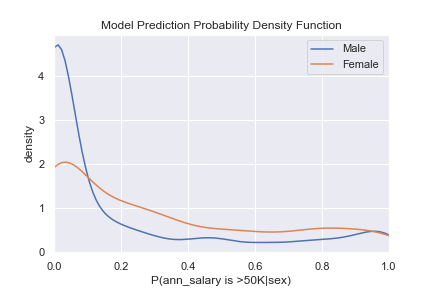 Model Prediction Probability Density Function
Male
Female
density
4
3
2
1
0
0.0 0.2 0.4 0.6 0.8 1.0
P(ann_salary is >50K|sex)